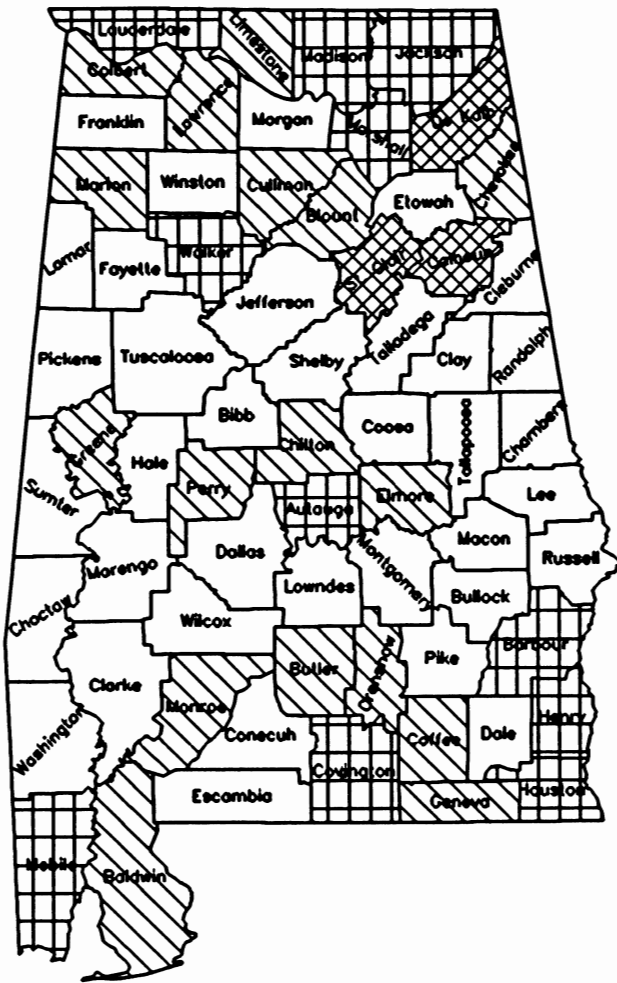 Lauderdale
Limestone
Madison
Jackson
Colbert
Lawrence
Franklin
Morgan
Marshall
De Kalb
Cherokee
Marion
Winston
Cullman
Blount
Etowah
Lamar
Fayette
Walker
St. Clair
Calhoun
Cleburne
Jefferson
Pickens
Tuscaloosa
Shelby
Talladega
Clay
Randolph
Bibb
Greene
Hale
Chilton
Coosa
Tallapoosa
Chambers
Sumter
Perry
Autauga
Elmore
Lee
Marengo
Dallas
Lowndes
Montgomery
Macon
Russell
Choctaw
Wilcox
Bullock
Barbour
Clarke
Monroe
Butler
Crenshaw
Pike
Washington
Conecuh
Covington
Coffee
Dale
Henry
Escambia
Geneva
Houston
Mobile
Baldwin